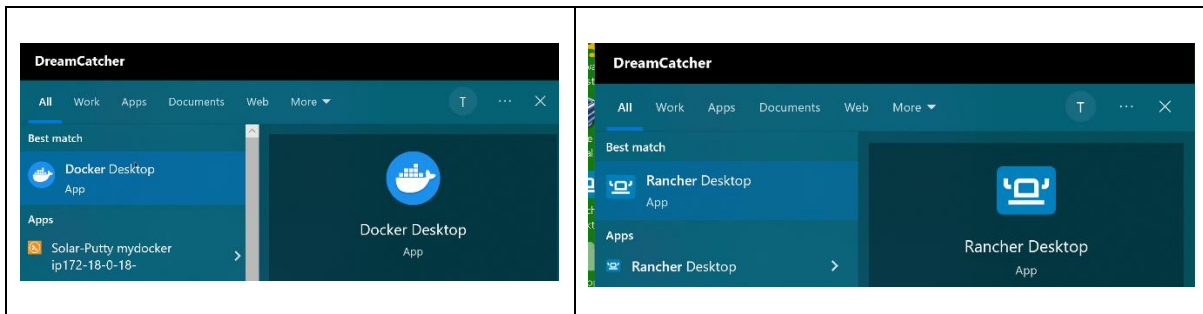 DreamCatcher
All Work Apps Documents Web More T ... ×
Best match
Docker Desktop
App
Apps
Solar-Putty mydocker
ip172-18-0-18-
Docker Desktop
App
DreamCatcher
All Work Apps Documents Web More T ... ×
Best match
Rancher Desktop
App
Apps
Rancher Desktop
Rancher Desktop
App